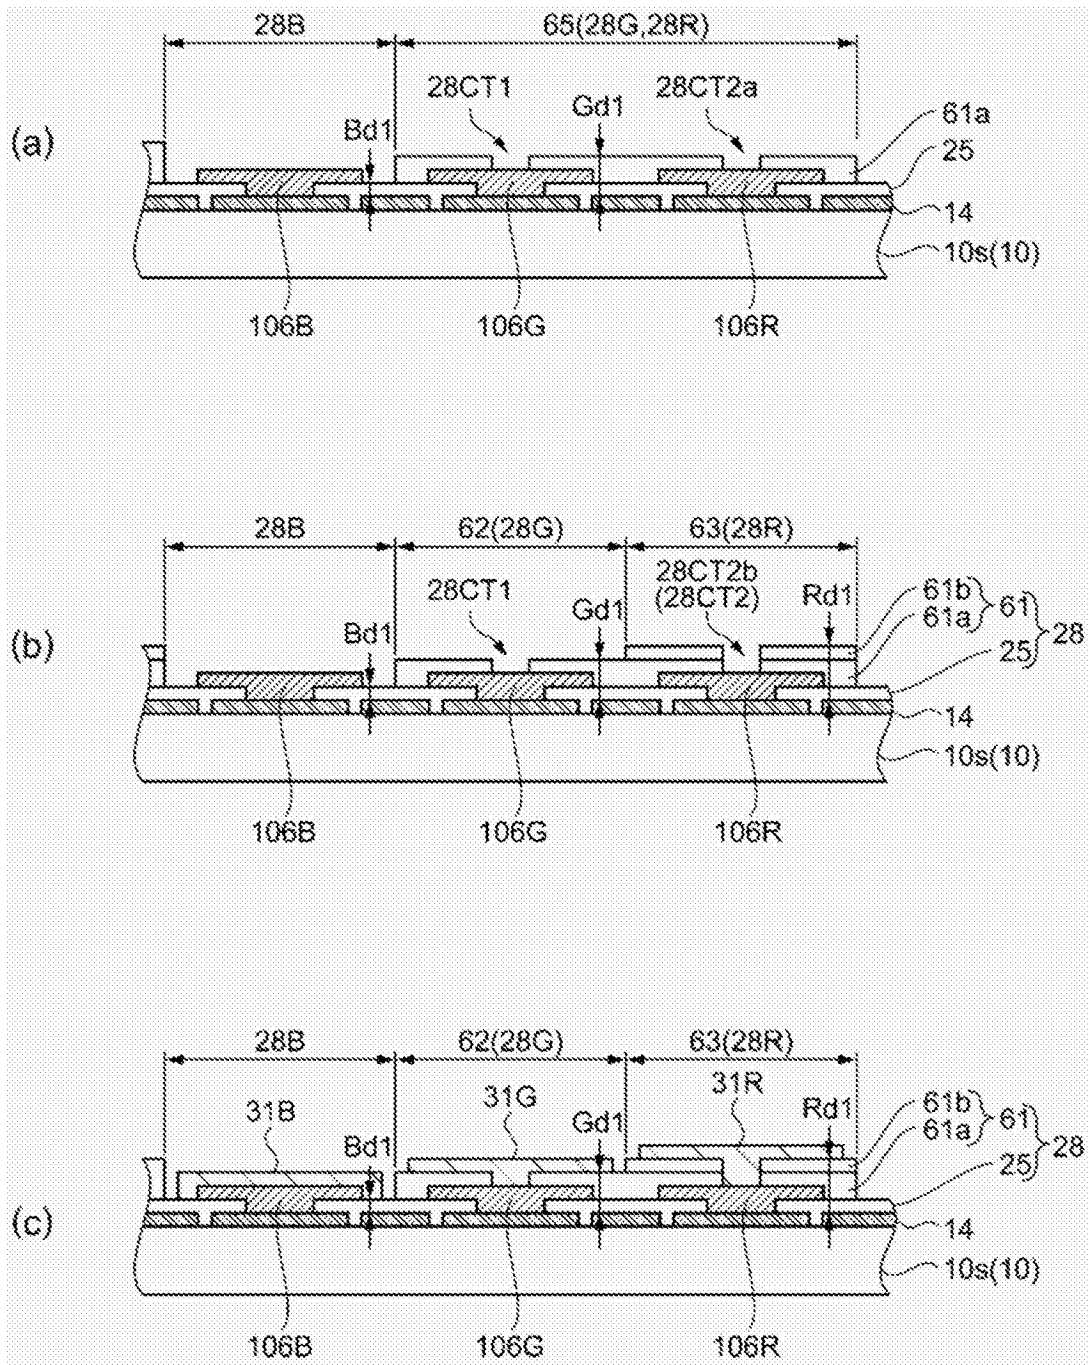 28B 65(28G,28R)
28CT1 Gd1 28CT2a
(a) Bd1 61a
25
14
10s(10)
106B 106G 106R
28B 62(28G) 63(28R)
28CT2b
28CT1 Gd1 (28CT2) Rd1 61b 61
(b) Bd1 61a 28
25
14
10s(10)
106B 106G 106R
28B 62(28G) 63(28R)
31B 31G 31R
Bd1 Gd1 Rd1 61b 61
61a 28
25
(c) 14
10s(10)
106B 106G 106R